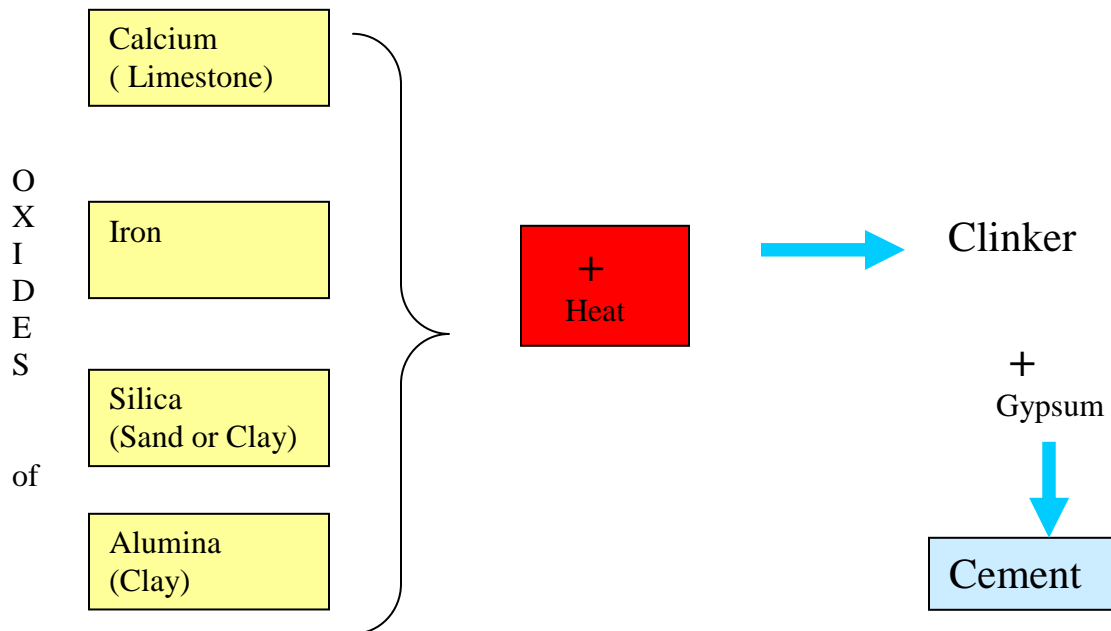 O
X
I
D
E
S
of
Calcium
( Limestone)
Iron
Silica
(Sand or Clay)
Alumina
(Clay)
+
Heat
Clinker
+
Gypsum
Cement